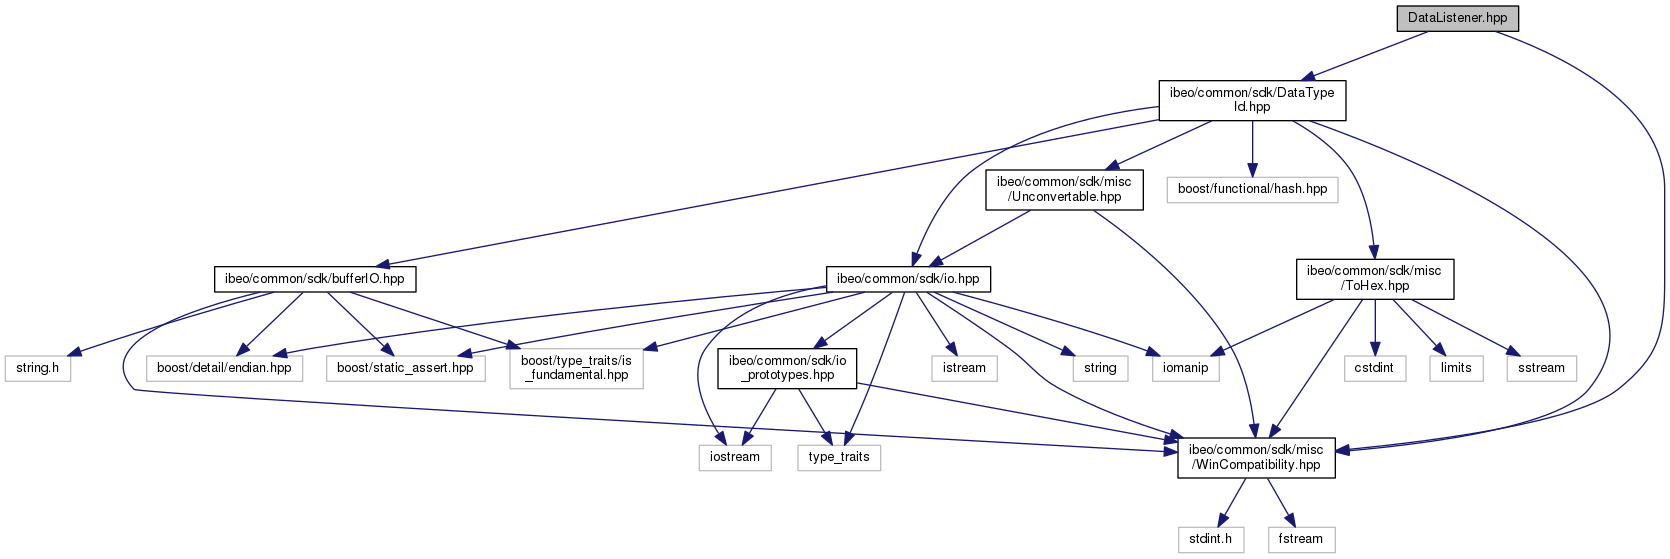 DataListener.hpp
ibeo/common/sdk/DataType
Id.hpp
ibeo/common/sdk/misc
/Unconvertable.hpp
boost/functional/hash.hpp
ibeo/common/sdk/bufferIO.hpp
ibeo/common/sdk/io.hpp
ibeo/common/sdk/misc
/ToHex.hpp
string.h
boost/detail/endian.hpp
boost/static_assert.hpp
boost/type_traits/is
_fundamental.hpp
ibeo/common/sdk/io
_prototypes.hpp
istream
string
iomanip
cstdint
limits
sstream
iostream
type_traits
ibeo/common/sdk/misc
/WinCompatibility.hpp
stdint.h
fstream